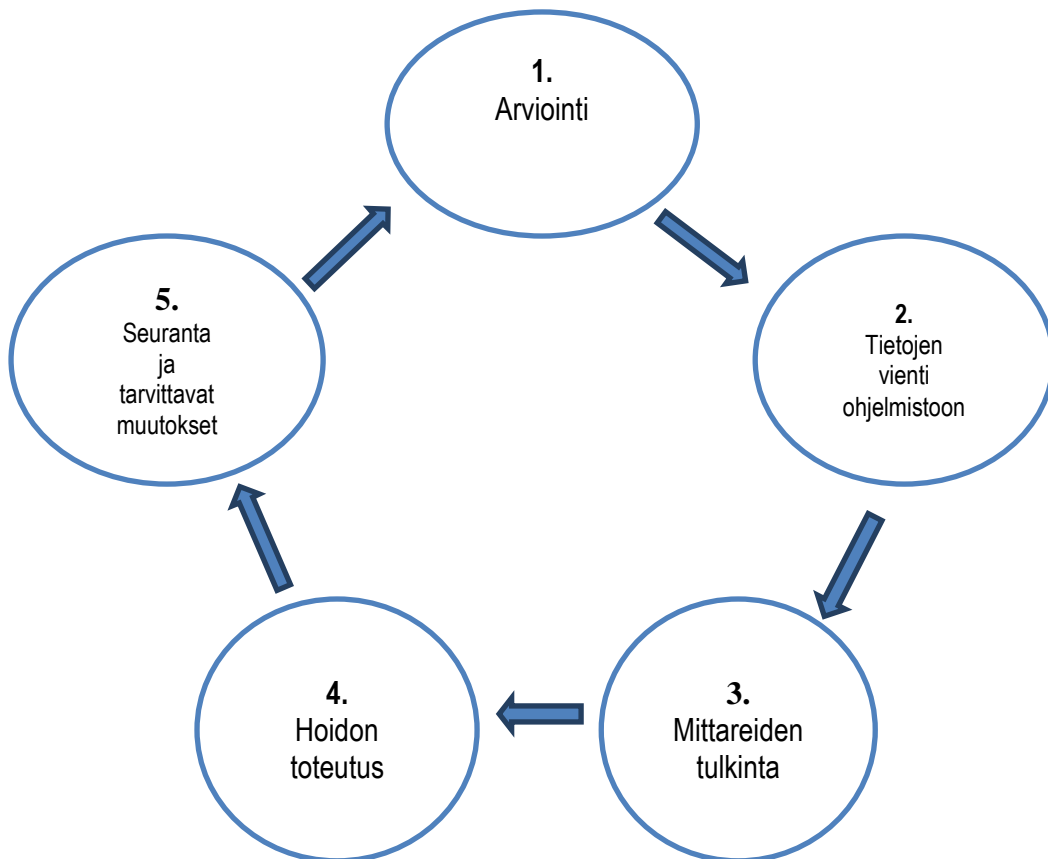 1.
Arviointi
2.
Tietojen
vienti
ohjelmistoon
3.
Mittareiden
tulkinta
4.
Hoidon
toteutus
5.
Seuranta
ja
tarvittavat
muutokset